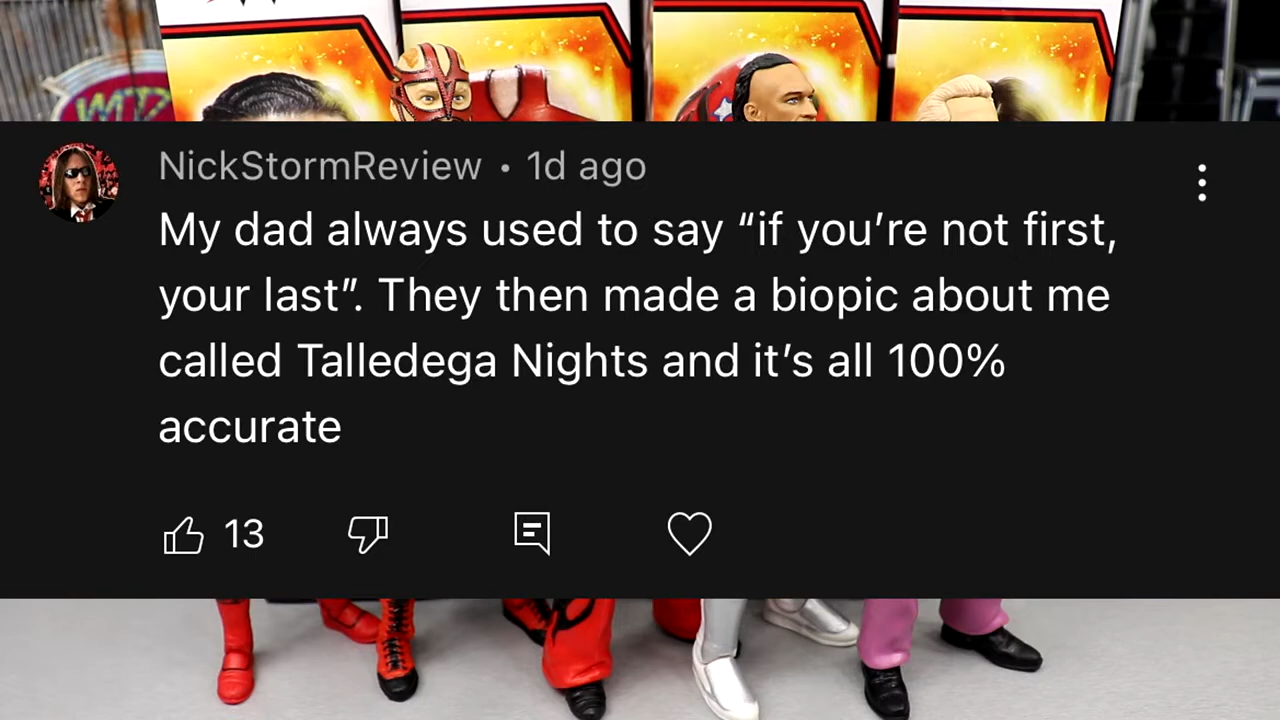 NickStormReview • 1d ago
My dad always used to say “if you’re not first,
your last”. They then made a biopic about me
called Talledega Nights and it’s all 100%
accurate
13